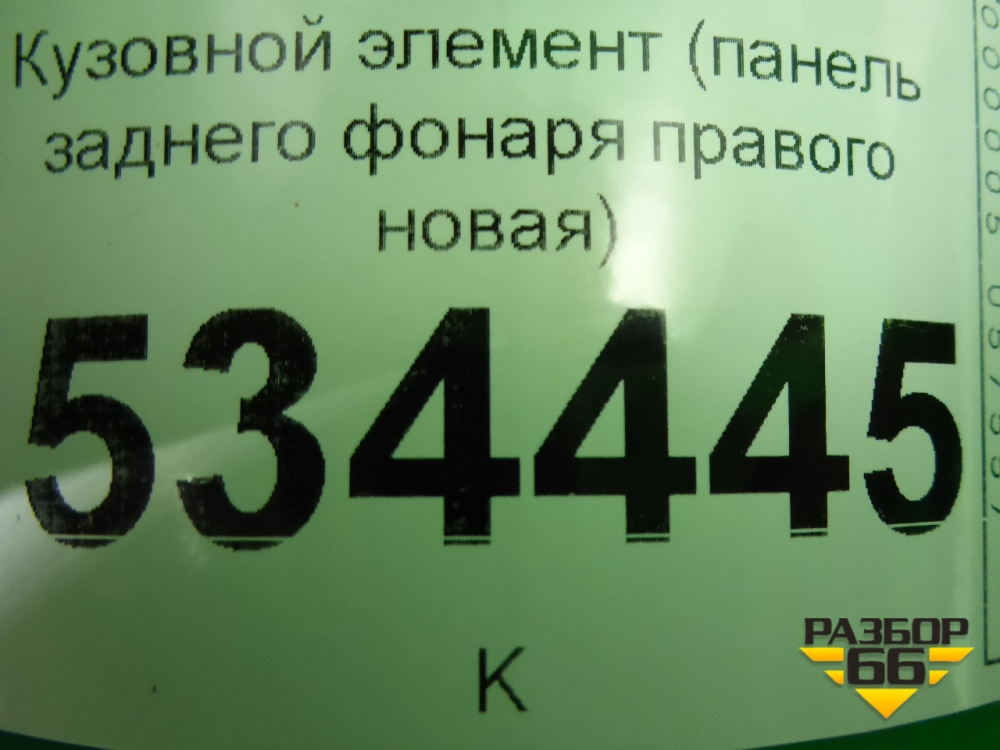 Кузовной элемент (панель
заднего фонаря правого
новая)
534445
К
РАЗБОР
66